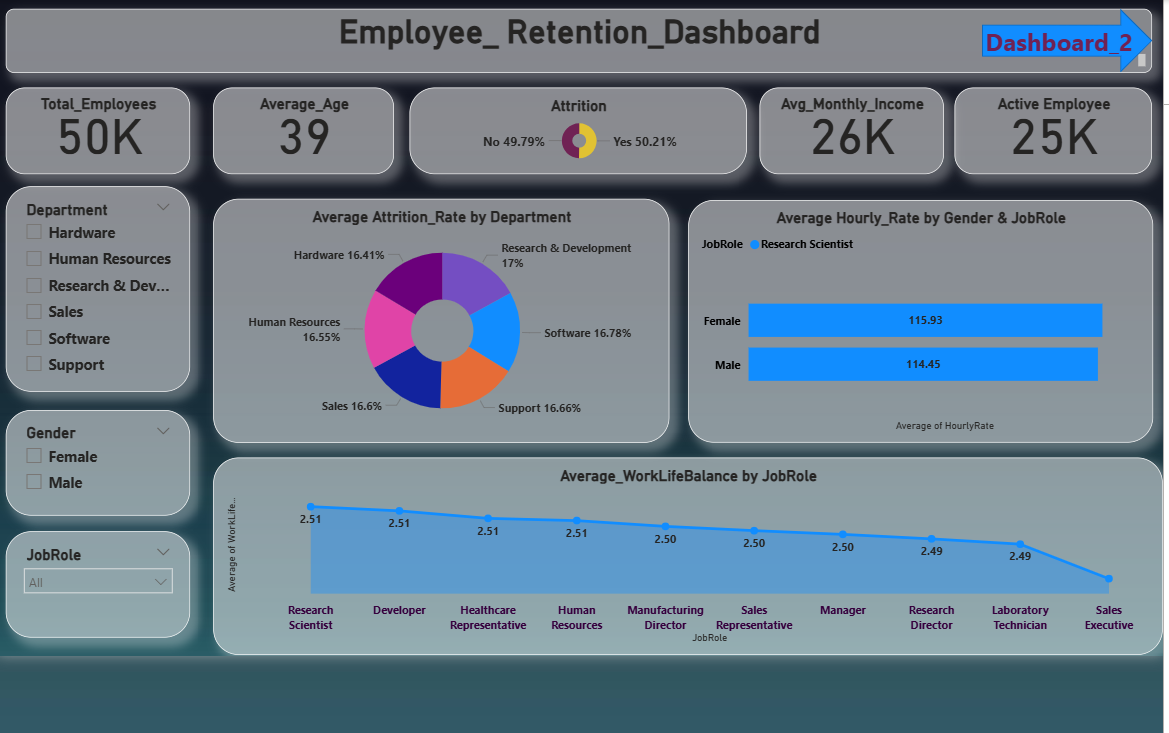 Employee_ Retention_Dashboard
Dashboard_2
Total_Employees
50K
Average_Age
39
Attrition
No 49.79%
Yes 50.21%
Avg_Monthly_Income
26K
Active Employee
25K
Department
Hardware
Human Resources
Research & Dev...
Sales
Software
Support
Gender
Female
Male
JobRole
All
Average Attrition_Rate by Department
Hardware 16.41%
Research & Development
17%
Human Resources
16.55%
Software 16.78%
Sales 16.6%
Support 16.66%
Average Hourly_Rate by Gender & JobRole
JobRole Research Scientist
Female
115.93
Male
114.45
Average of HourlyRate
Average_WorkLifeBalance by JobRole
Average of WorkLife...
2.51
2.51
2.51
2.51
2.50
2.50
2.50
2.49
2.49
Research
Scientist
Developer
Healthcare
Representative
Human
Resources
Manufacturing
Director
Sales
Representative
Manager
Research
Director
Laboratory
Technician
Sales
Executive
JobRole